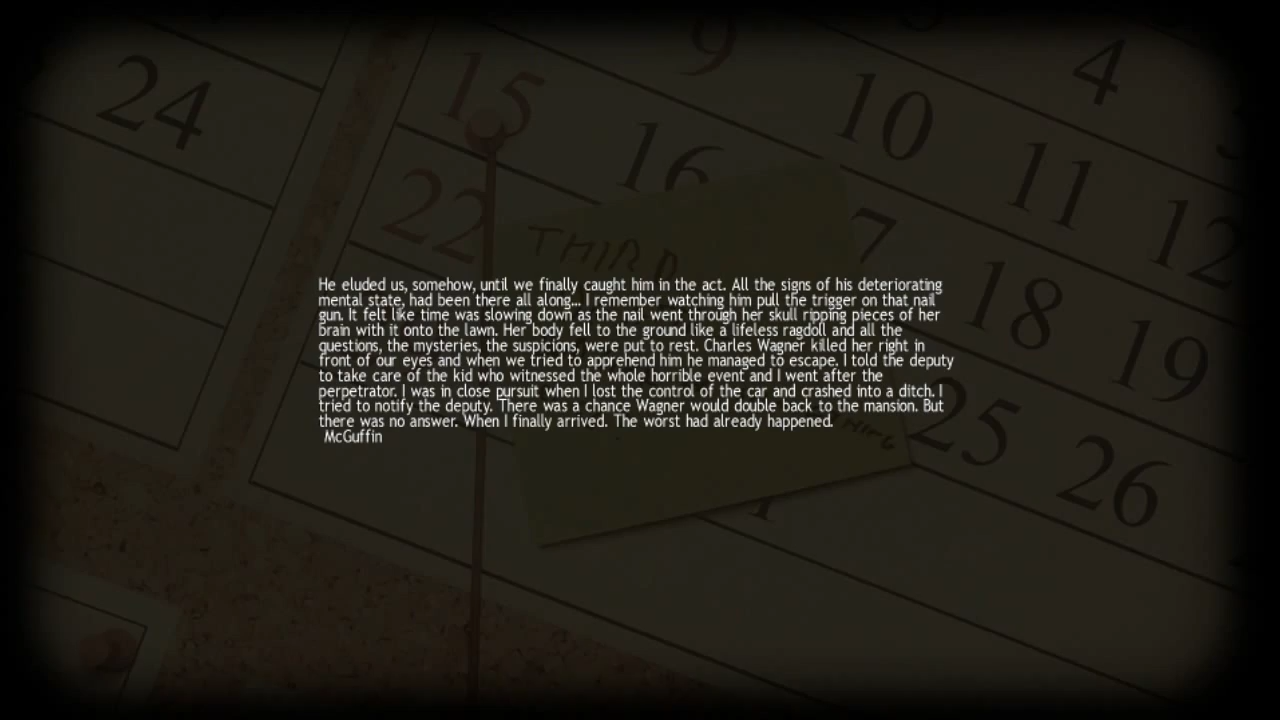 24
15
9
4
10
16
11
12
22
THIRD
7
18
19
He eluded us, somehow, until we finally caught him in the act. All the signs of his deteriorating
mental state, had been there all along... I remember watching him pull the trigger on that nail
gun. It felt like time was slowing down as the nail went through her skull ripping pieces of her
brain with it onto the lawn. Her body fell to the ground like a lifeless ragdoll and all the
questions, the mysteries, the suspicions, were put to rest. Charles Wagner killed her right in
front of our eyes and when we tried to apprehend him he managed to escape. I told the deputy
to take care of the kid who witnessed the whole horrible event and I went after the
perpetrator. I was in close pursuit when I lost the control of the car and crashed into a ditch. I
tried to notify the deputy. There was a chance Wagner would double back to the mansion. But
there was no answer. When I finally arrived. The worst had already happened.
McGuffin
25
26